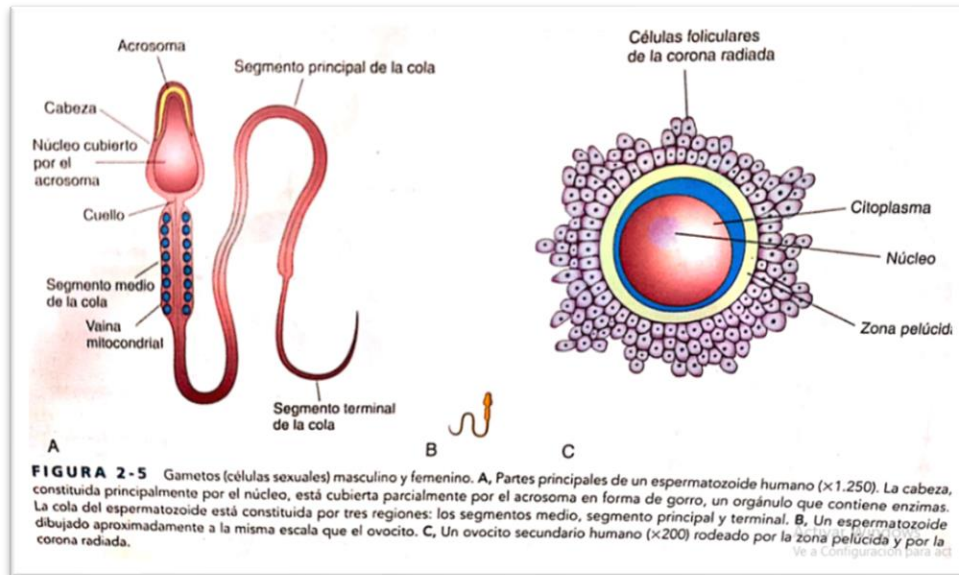 Acrosoma
Segmento principal de la cola
Cabeza
Núcleo cubierto
por el
acrosoma
Cuello
Segmento medio
de la cola
Vaina
mitocondrial
Segmento terminal
de la cola
Células foliculares
de la corona radiada
Citoplasma
Núcleo
Zona pelúcid
A
B
C
FIGURA 2-5 Gametos (células sexuales) masculino y femenino. A, Partes principales de un espermatozoide humano (×1.250). La cabeza,
constituida principalmente por el núcleo, está cubierta parcialmente por el acrosoma en forma de gorro, un orgánulo que contiene enzimas.
La cola del espermatozoide está constituida por tres regiones: los segmentos medio, segmento principal y terminal. B, Un espermatozoide
dibujado aproximadamente a la misma escala que el ovocito. C, Un ovocito secundario humano (×200) rodeado por la zona pelúcida y por la
corona radiada.
Activar Windows
Ve a Configuración para act